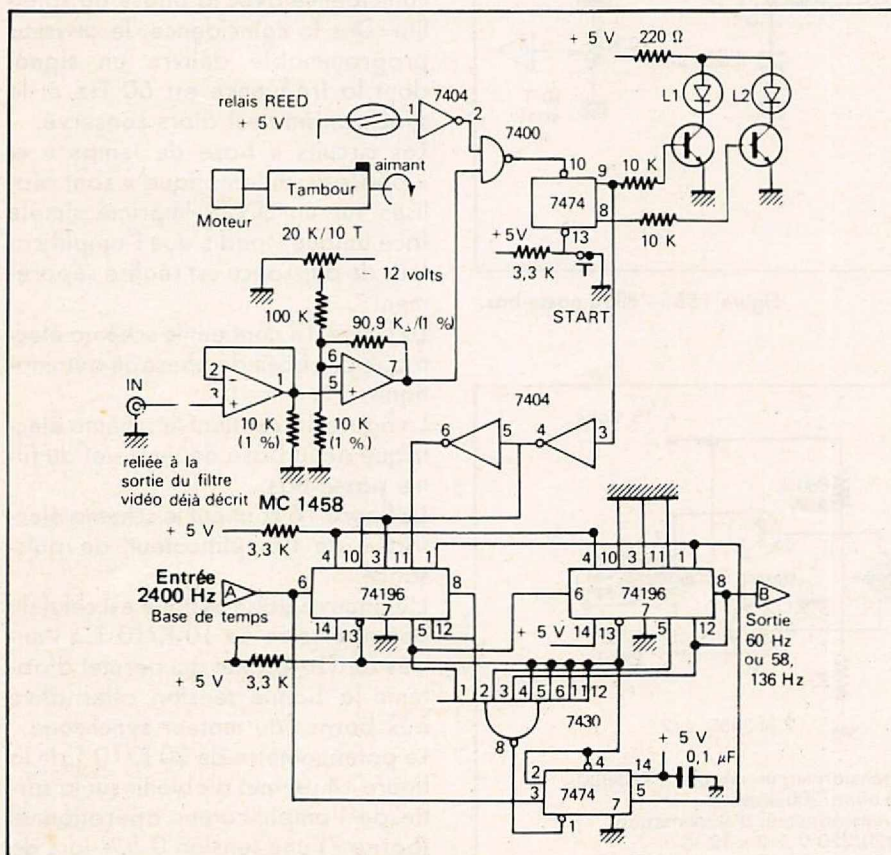 + 5 V
220 Ω
L1
L2
relais REED
+ 5 V
1
7404
2
7400
10
9
10 K
7474
8
13
10 K
+5 V
3,3 K
T
START
aimant
Tambour
Moteur
20 K/10 T
12 volts
100 K
90,9 K/(1 %)
2
-
3
+
1
6
-
5
+
7
IN
10 K
(1 %)
10 K
(1 %)
reliée à la
sortie du filtre
vidéo déjà décrit
MC 1458
7404
6
5
4
3
+ 5 V
3,3 K
4
10
3
11
1
4
10
3
11
1
Entrée
2400 Hz
A
Base de temps
6
74196
8
7
14
13
5
12
6
74196
8
7
+ 5 V
14
13
5
12
B
Sortie
60 Hz
ou 58,
136 Hz
+ 5 V
3,3 K
1
2
3
4
5
6
11
12
7430
8
+ 5 V
0,1 µF
2
4
14
3
5
7474
7
1